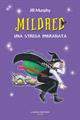 Jill Murphy
MILDRED
UNA STREGA IMBRANATA